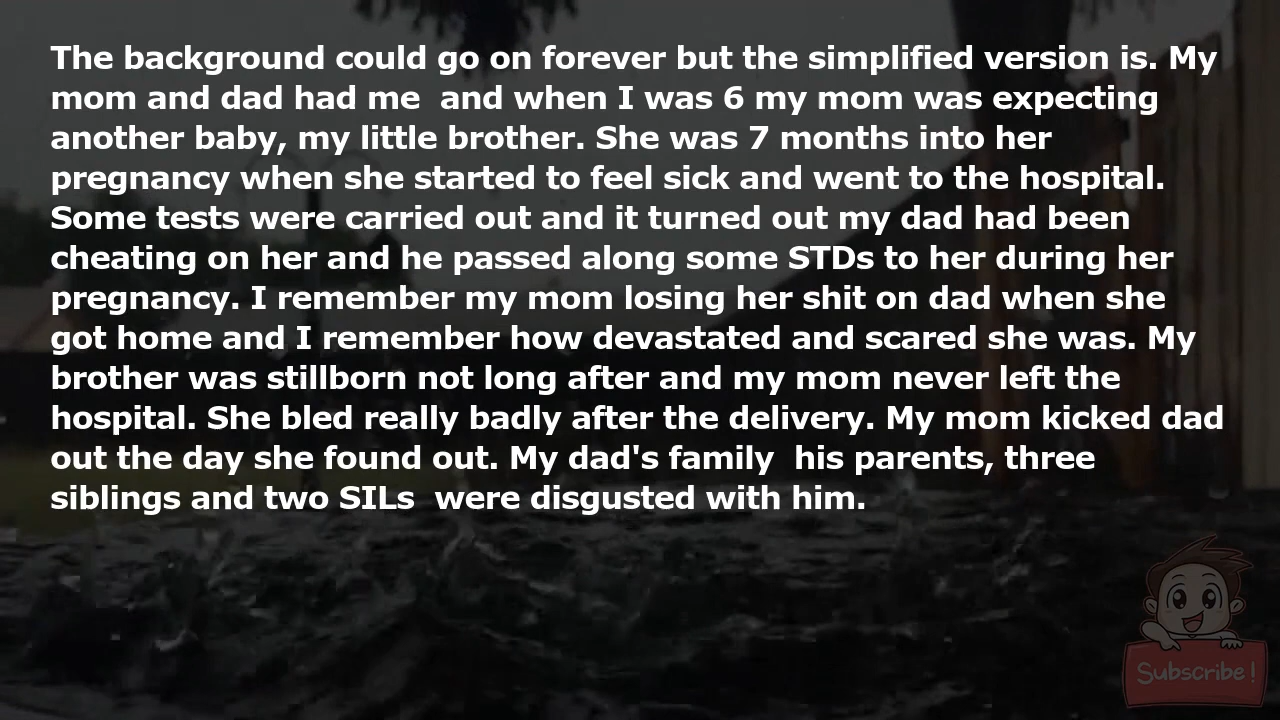 The background could go on forever but the simplified version is. My
mom and dad had me  and when I was 6 my mom was expecting
another baby, my little brother. She was 7 months into her
pregnancy when she started to feel sick and went to the hospital.
Some tests were carried out and it turned out my dad had been
cheating on her and he passed along some STDs to her during her
pregnancy. I remember my mom losing her shit on dad when she
got home and I remember how devastated and scared she was. My
brother was stillborn not long after and my mom never left the
hospital. She bled really badly after the delivery. My mom kicked dad
out the day she found out. My dad's family  his parents, three
siblings and two SILs  were disgusted with him.
Subscribe!